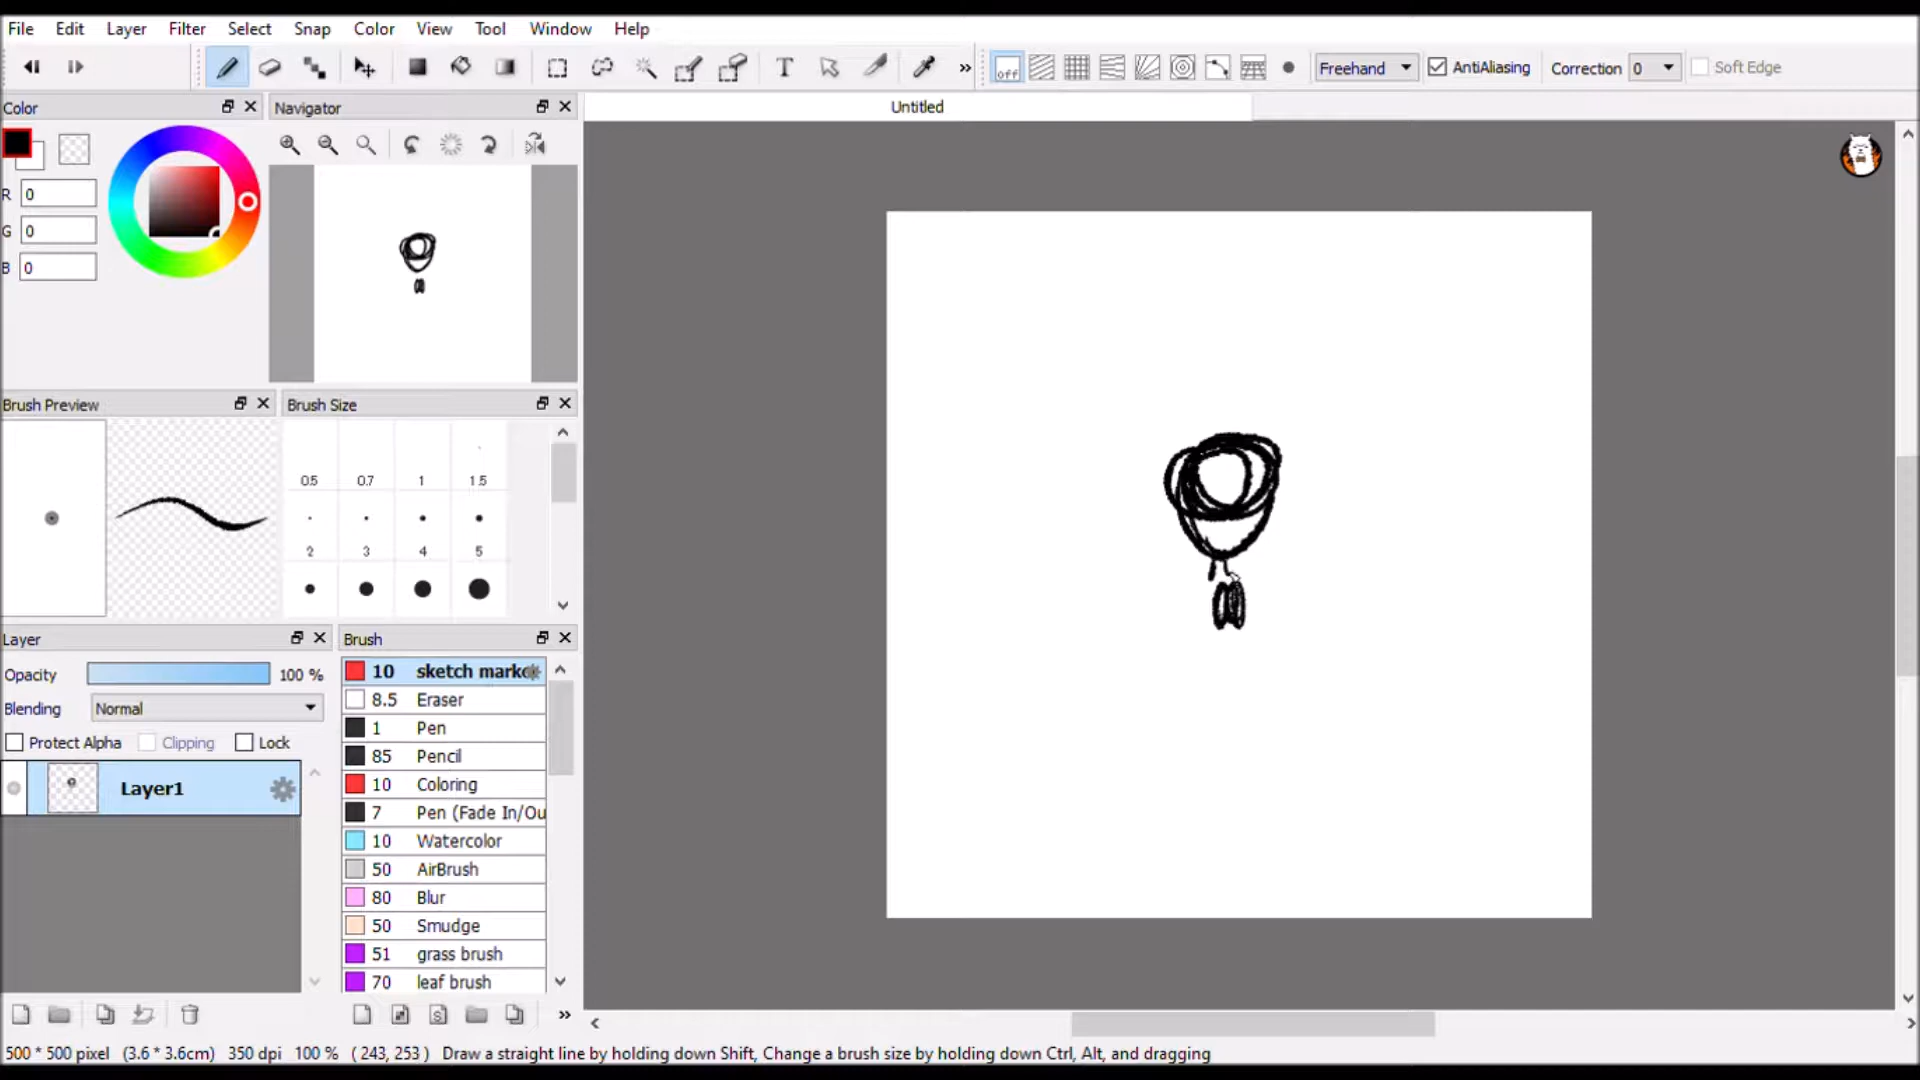 File Edit Layer Filter Select Snap Color View Tool Window Help
off Freehand AntiAliasing Correction 0 Soft Edge
Color Navigator Untitled
R 0
G 0
B 0
Brush Preview Brush Size
0.5 0.7 1 1.5
2 3 4 5
Layer Brush
Opacity 100 %
Blending Normal
Protect Alpha Clipping Lock
Layer1
10 sketch marke
8.5 Eraser
1 Pen
85 Pencil
10 Coloring
7 Pen (Fade In/Ou
10 Watercolor
50 AirBrush
80 Blur
50 Smudge
51 grass brush
70 leaf brush
500 * 500 pixel (3.6 * 3.6cm) 350 dpi 100 % ( 243, 253 ) Draw a straight line by holding down Shift, Change a brush size by holding down Ctrl, Alt, and dragging